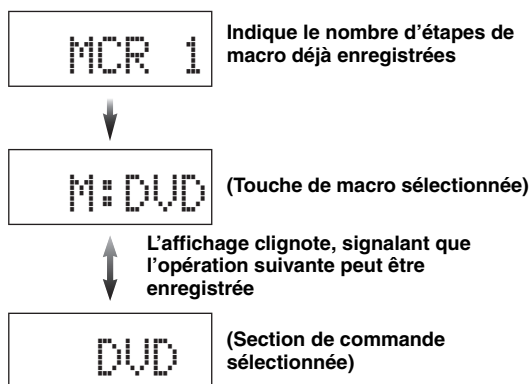 MCR 1
Indique le nombre d'étapes de
macro déjà enregistrées
M:DVD
(Touche de macro sélectionnée)
L'affichage clignote, signalant que
l'opération suivante peut être
enregistrée
DVD
(Section de commande
sélectionnée)